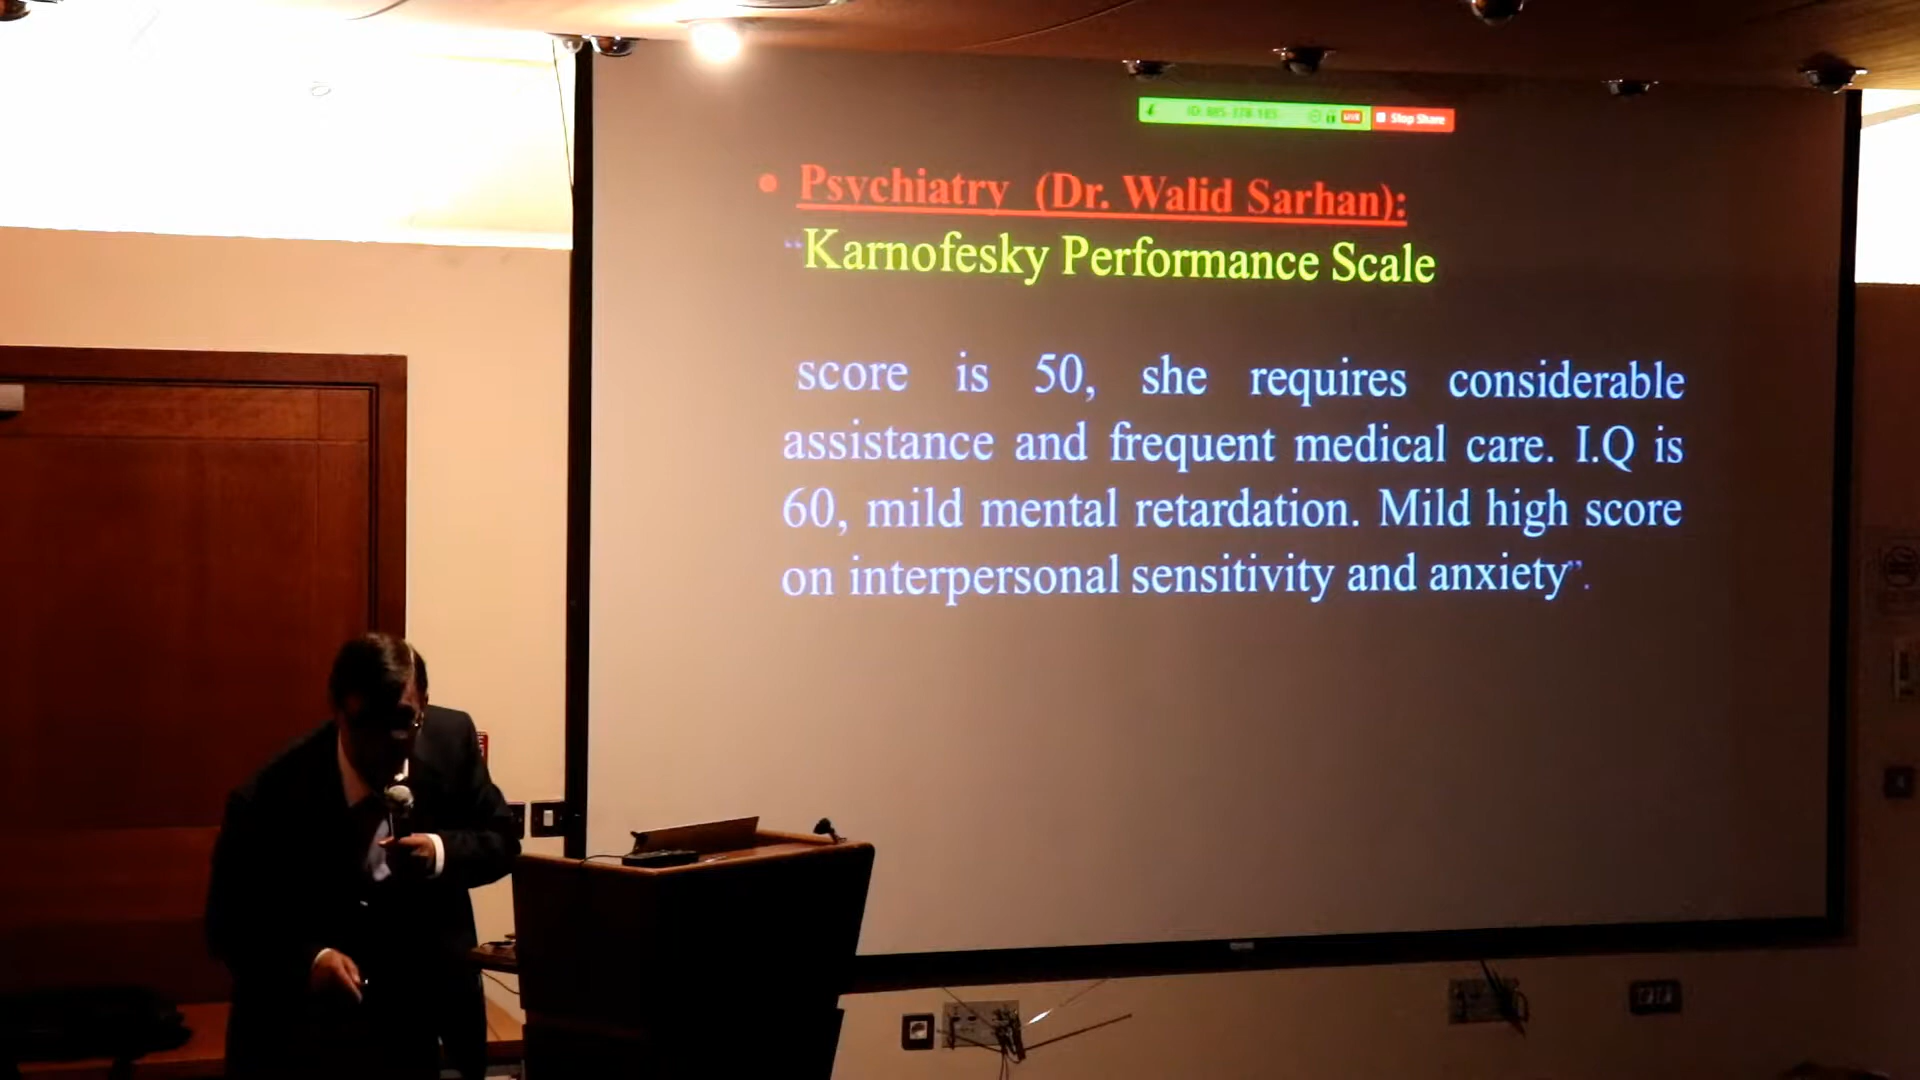 LIVE Stop Share
• Psychiatry (Dr. Walid Sarhan):
“Karnofesky Performance Scale
score is 50, she requires considerable
assistance and frequent medical care. I.Q is
60, mild mental retardation. Mild high score
on interpersonal sensitivity and anxiety”.